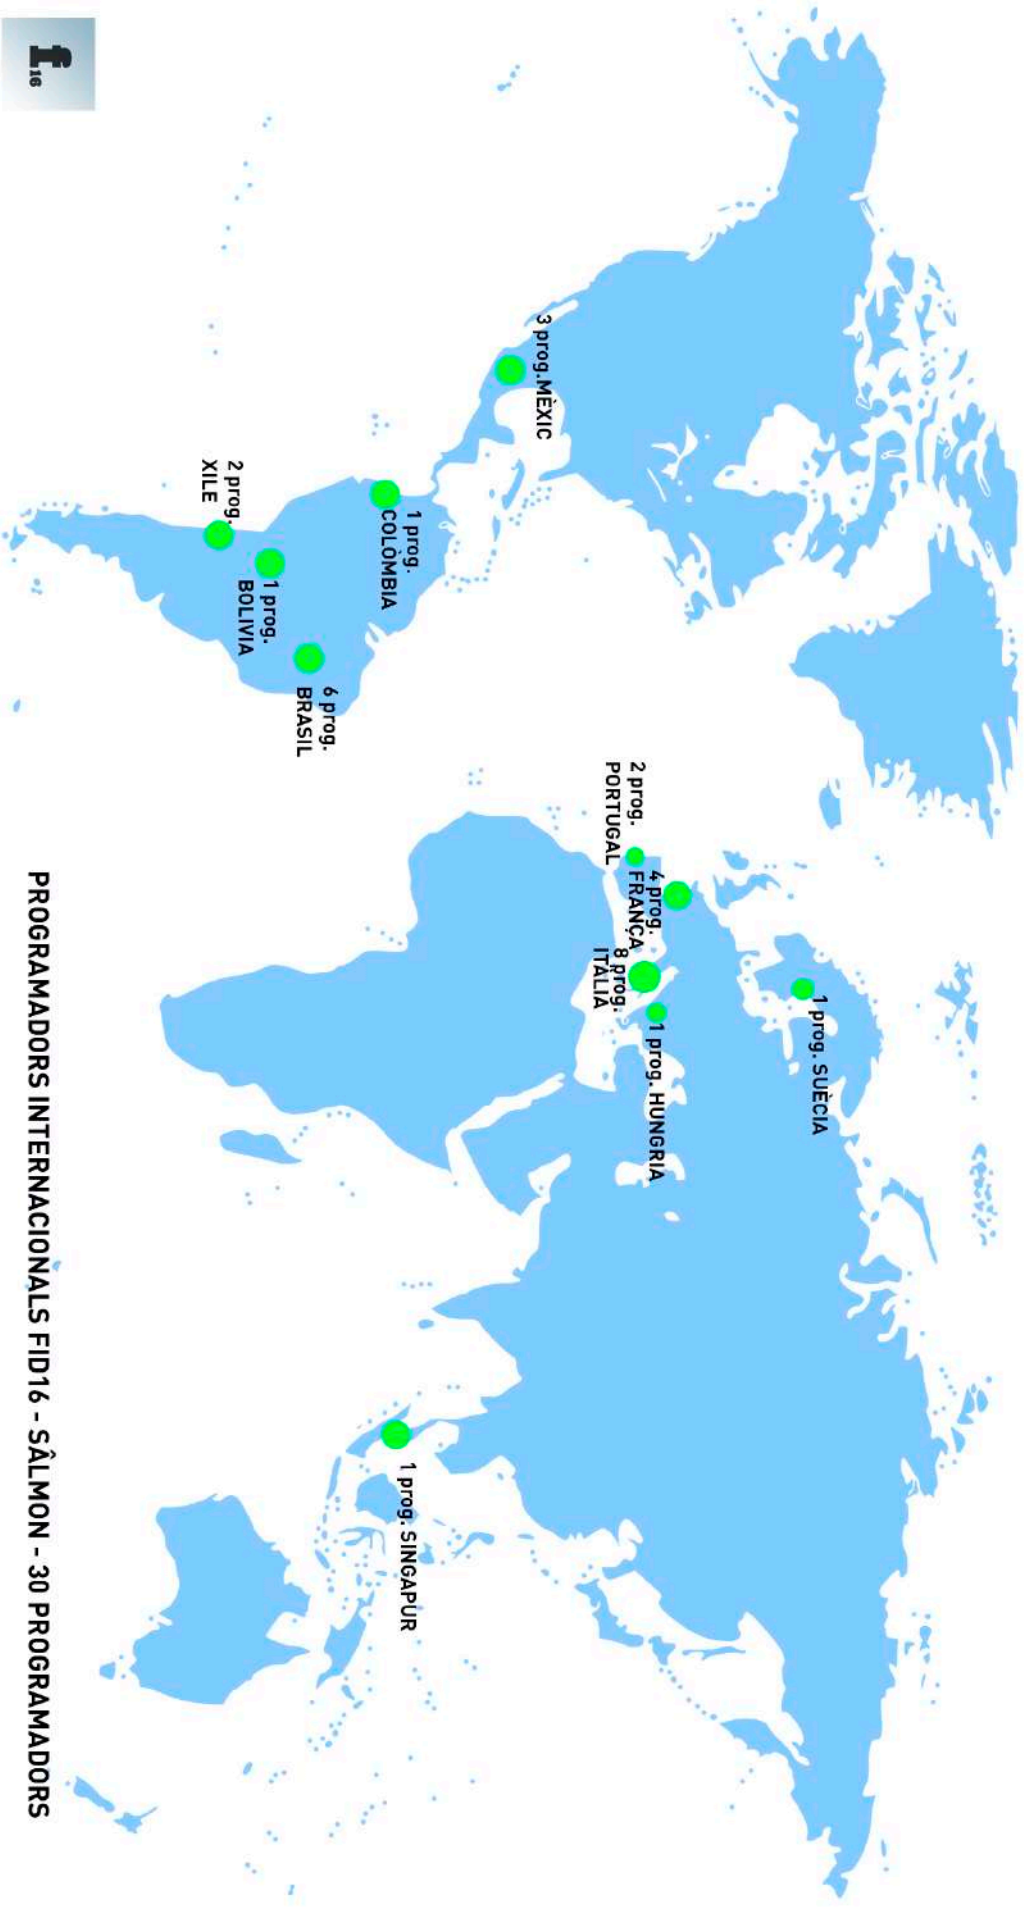 f16
1 prog. SUÈCIA
4 prog.
FRANÇA
2 prog.
PORTUGAL
1 prog. HUNGRIA
8 prog.
ITÀLIA
3 prog.MÈXIC
1 prog.
COLÒMBIA
6 prog.
BRASIL
1 prog.
BOLIVIA
2 prog.
XILE
1 prog. SINGAPUR
PROGRAMADORS INTERNACIONALS FID16 - SÂLMON - 30 PROGRAMADORS